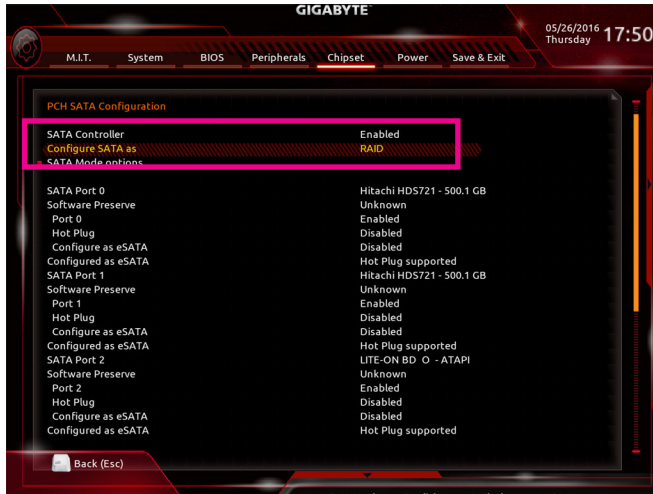 GIGABYTE™
05/26/2016 Thursday 17:50
M.I.T. System BIOS Peripherals Chipset Power Save & Exit
PCH SATA Configuration
SATA Controller Enabled
Configure SATA as RAID
SATA Mode options
SATA Port 0 Hitachi HDS721 - 500.1 GB
Software Preserve Unknown
Port 0 Enabled
Hot Plug Disabled
Configure as eSATA Disabled
Configured as eSATA Hot Plug supported
SATA Port 1 Hitachi HDS721 - 500.1 GB
Software Preserve Unknown
Port 1 Enabled
Hot Plug Disabled
Configure as eSATA Disabled
Configured as eSATA Hot Plug supported
SATA Port 2 LITE-ON BD O - ATAPI
Software Preserve Unknown
Port 2 Enabled
Hot Plug Disabled
Configure as eSATA Disabled
Configured as eSATA Hot Plug supported
Back (Esc)